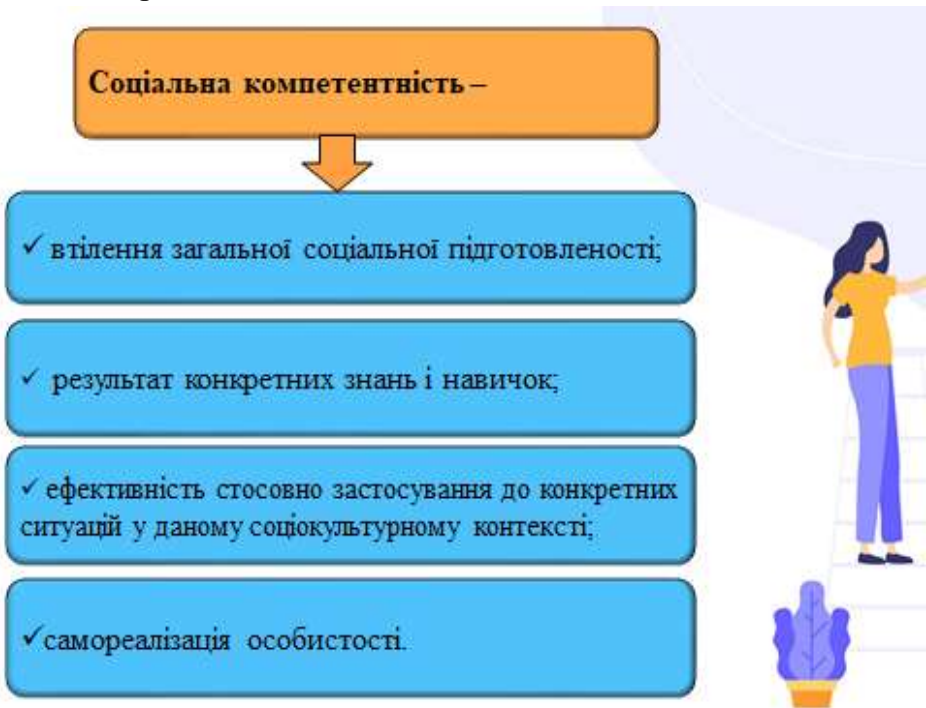 Соціальна компетентність –
✓ втілення загальної соціальної підготовленості;
✓ результат конкретних знань і навичок;
✓ ефективність стосовно застосування до конкретних
ситуацій у даному соціокультурному контексті;
✓самореалізація особистості.